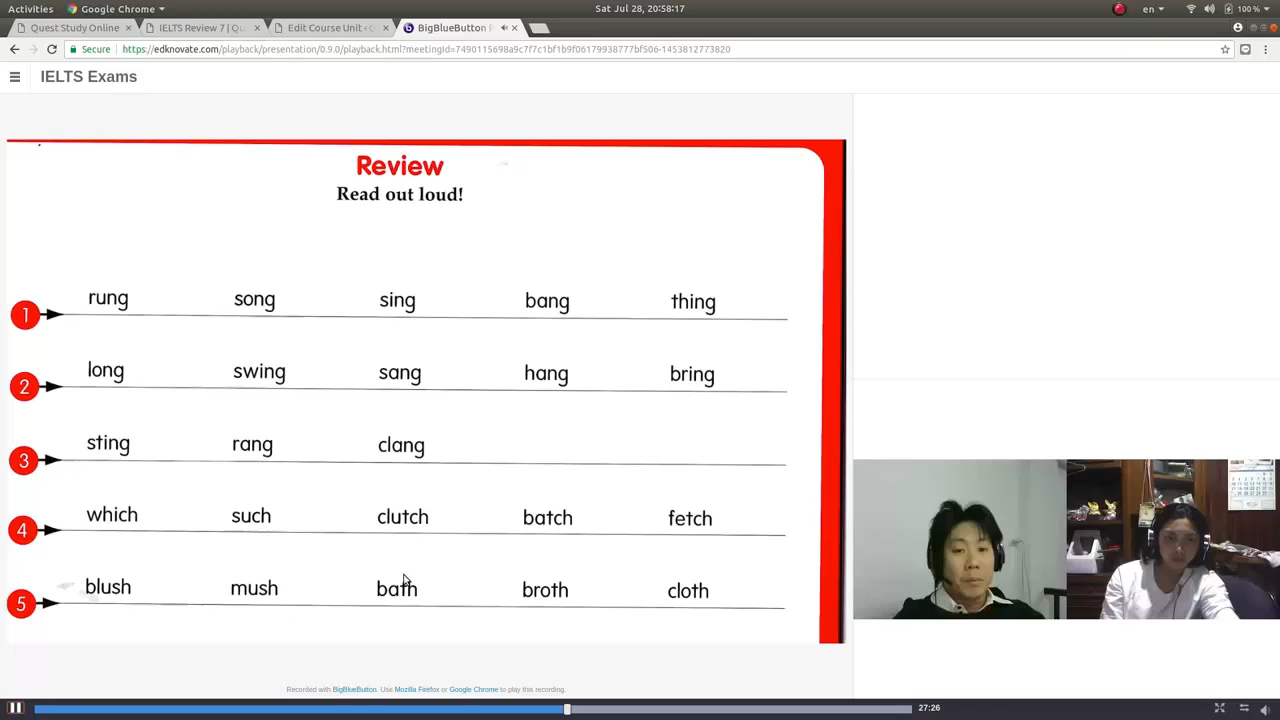 Activities Google Chrome Sat Jul 28, 20:58:17 en 100 %
Quest Study Online IELTS Review 7 | Qu Edit Course Unit ‹ BigBlueButton
Secure https://edknovate.com/playback/presentation/0.9.0/playback.html?meetingId=7490115698a9c7f7c1bf1b9f06179938777bf506-1453812773820
IELTS Exams
Review
Read out loud!
1 rung song sing bang thing
2 long swing sang hang bring
3 sting rang clang
4 which such clutch batch fetch
5 blush mush bath broth cloth
Recorded with BigBlueButton. Use Mozilla Firefox or Google Chrome to play this recording.
27:26